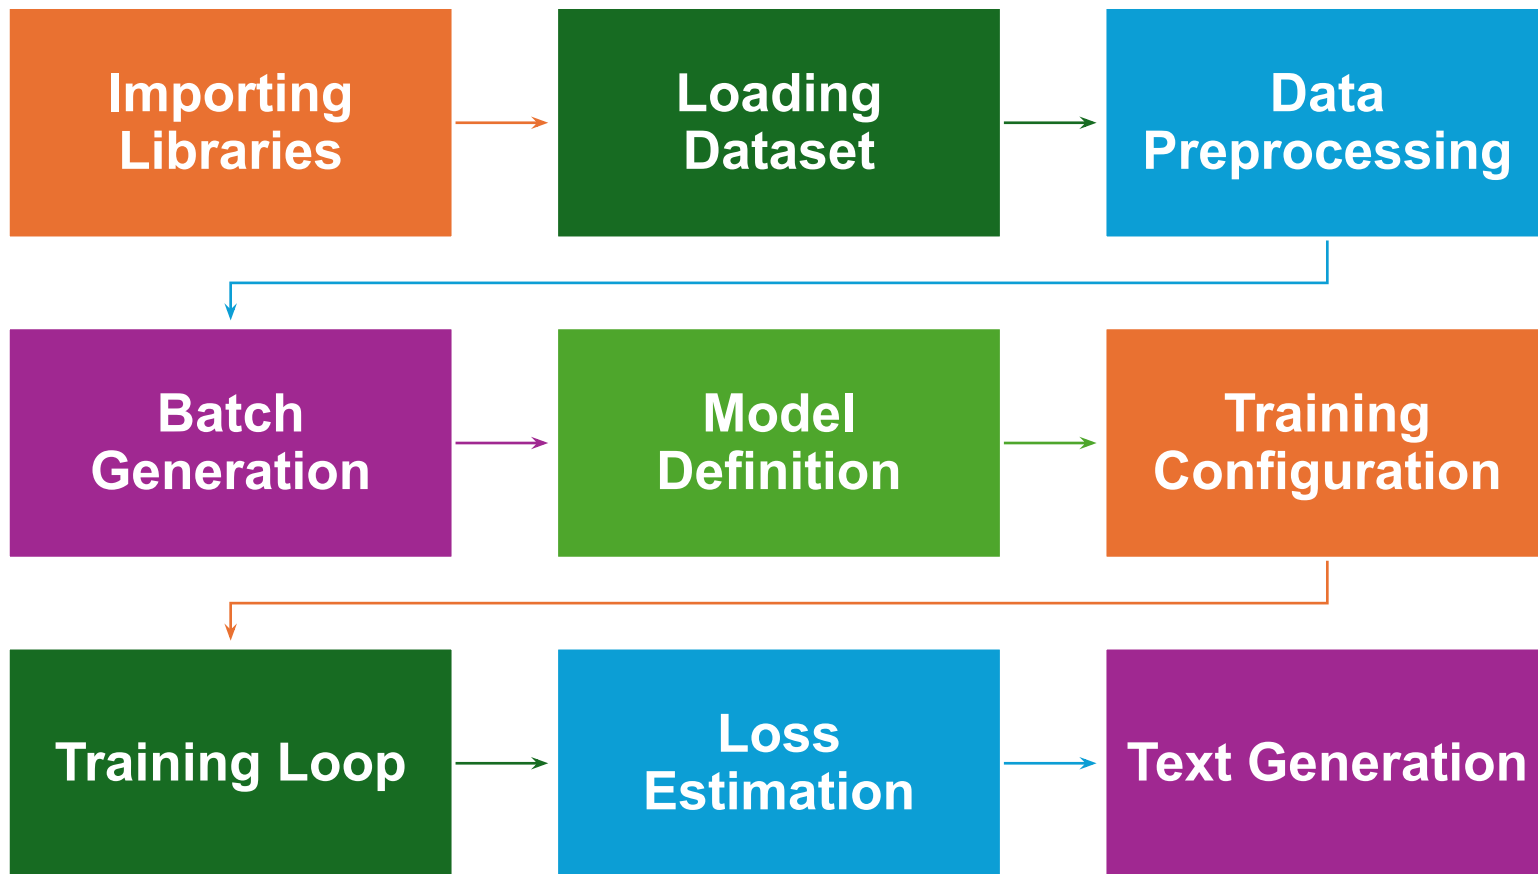 Importing
Libraries
Loading
Dataset
Data
Preprocessing
Batch
Generation
Model
Definition
Training
Configuration
Training Loop
Loss
Estimation
Text Generation